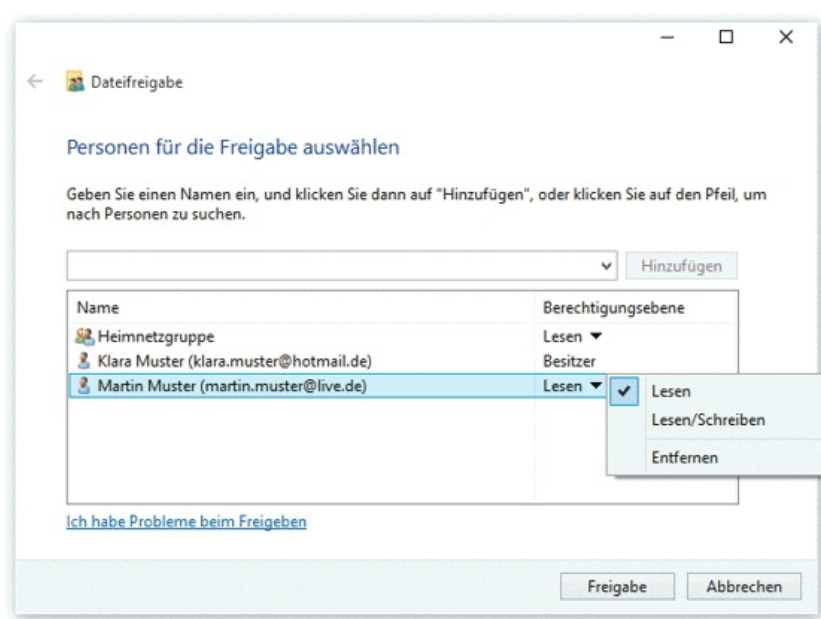 Dateifreigabe
Personen für die Freigabe auswählen
Geben Sie einen Namen ein, und klicken Sie dann auf "Hinzufügen", oder klicken Sie auf den Pfeil, um
nach Personen zu suchen.
Hinzufügen
Name Berechtigungsebene
Heimnetzgruppe Lesen
Klara Muster (klara.muster@hotmail.de) Besitzer
Martin Muster (martin.muster@live.de) Lesen
Lesen
Lesen/Schreiben
Entfernen
Ich habe Probleme beim Freigeben
Freigabe Abbrechen